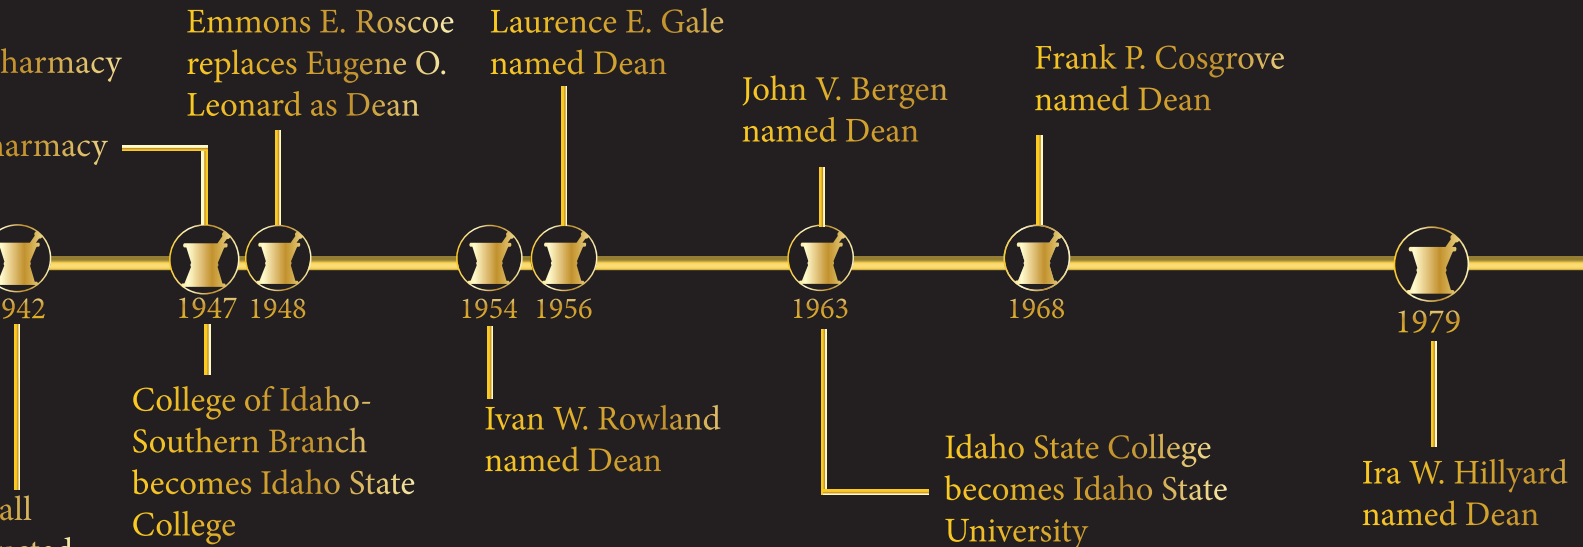 Emmons E. Roscoe
replaces Eugene O.
Leonard as Dean
Laurence E. Gale
named Dean
John V. Bergen
named Dean
Frank P. Cosgrove
named Dean
harmacy
harmacy
942
1947
1948
1954
1956
1963
1968
1979
all
College of Idaho-
Southern Branch
becomes Idaho State
College
Ivan W. Rowland
named Dean
Idaho State College
becomes Idaho State
University
Ira W. Hillyard
named Dean